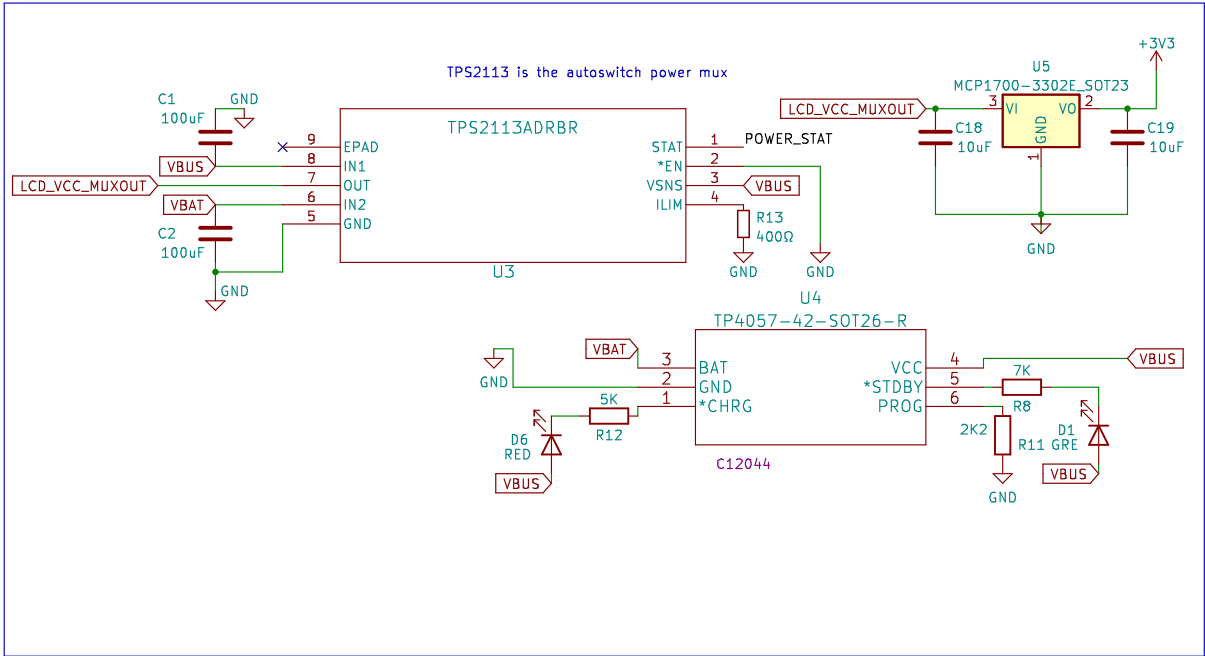 TPS2113 is the autoswitch power mux
C1
100uF
GND
VBUS
LCD_VCC_MUXOUT
VBAT
C2
100uF
GND
TPS2113ADRBR
9 EPAD
8 IN1
7 OUT
6 IN2
5 GND
STAT 1 POWER_STAT
*EN 2
VSNS 3 VBUS
ILIM 4
R13
400Ω
GND
GND
U3
+3V3
U5
MCP1700-3302E_SOT23
LCD_VCC_MUXOUT
3 VI
VO 2
GND
1
C18
10uF
C19
10uF
GND
U4
TP4057-42-SOT26-R
VBAT
GND
3 BAT
2 GND
1 *CHRG
VCC 4
*STDBY 5
PROG 6
VBUS
7K
R8
5K
R12
D6
RED
VBUS
2K2
R11
GND
D1
GRE
VBUS
C12044